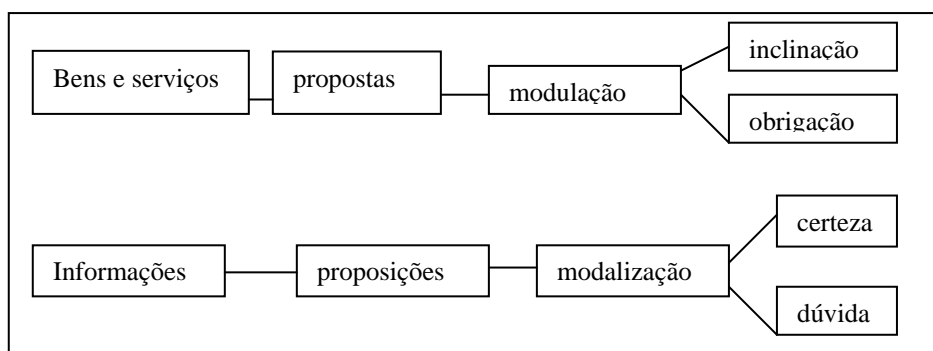 inclinação
Bens e serviços
propostas
modulação
obrigação
certeza
Informações
proposições
modalização
dúvida